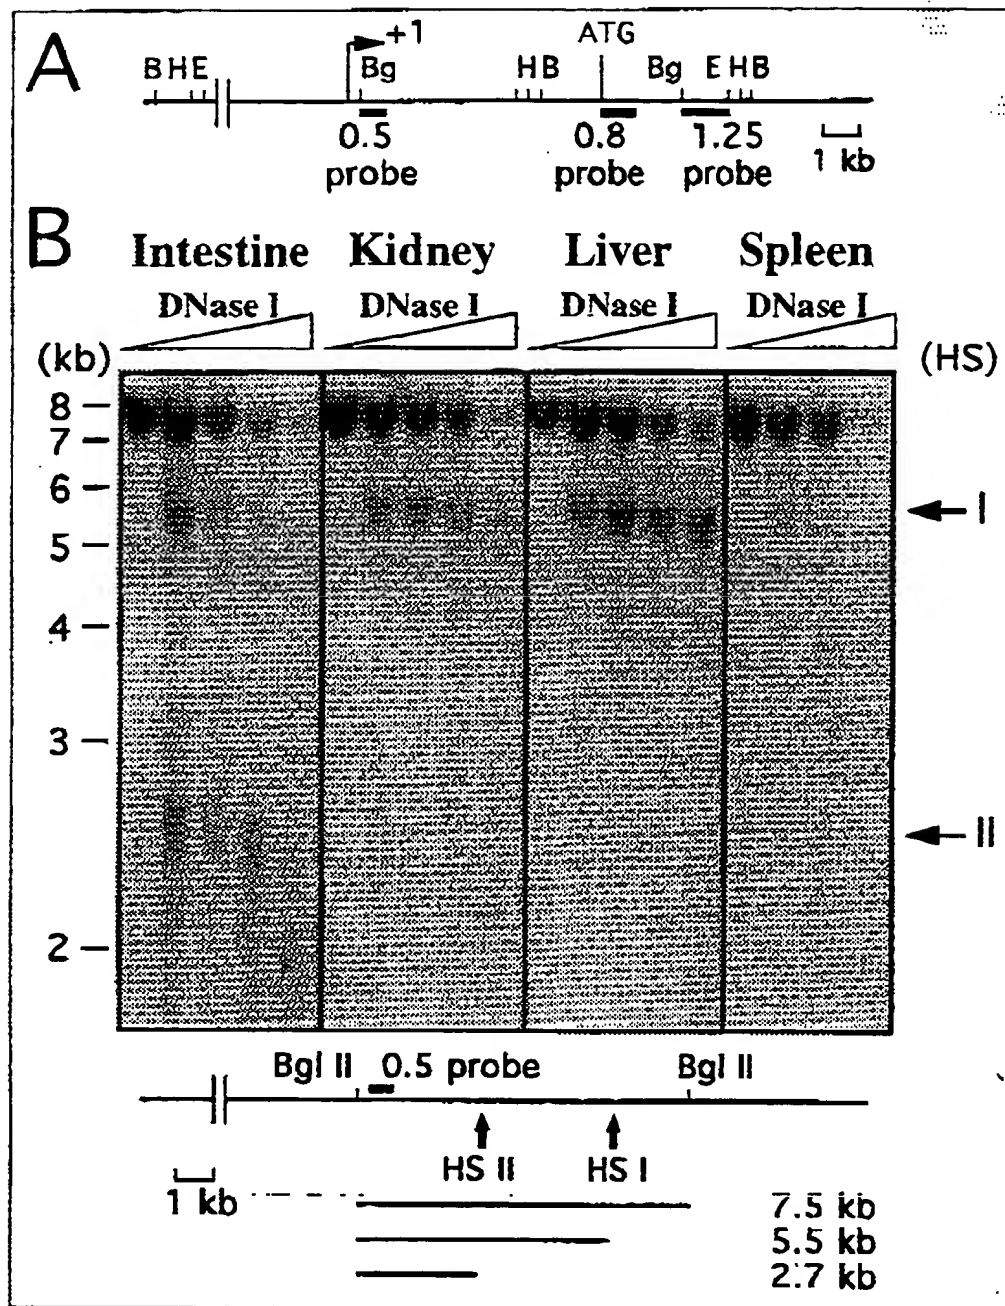 A
+1
ATG
B H E
Bg
H B
Bg
E H B
0.5
probe
0.8
probe
1.25
probe
1 kb
B
Intestine
Kidney
Liver
Spleen
DNase I
DNase I
DNase I
DNase I
(kb)
(HS)
8
7
6
5
4
3
2
I
II
Bgl II
0.5 probe
Bgl II
HS II
HS I
1 kb
7.5 kb
5.5 kb
2.7 kb